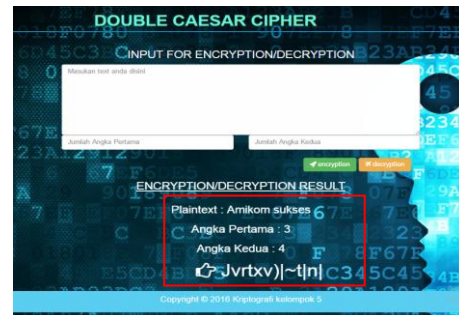 DOUBLE CAESAR CIPHER
INPUT FOR ENCRYPTION/DECRYPTION
Masukan text anda disini
Jumlah Angka Pertama
Jumlah Angka Kedua
encryption
decryption
ENCRYPTION/DECRYPTION RESULT
Plaintext : Amikom sukses
Angka Pertama : 3
Angka Kedua : 4
Jvrtxv)|~t|n|
Copyright © 2016 Kriptografi kelompok 5